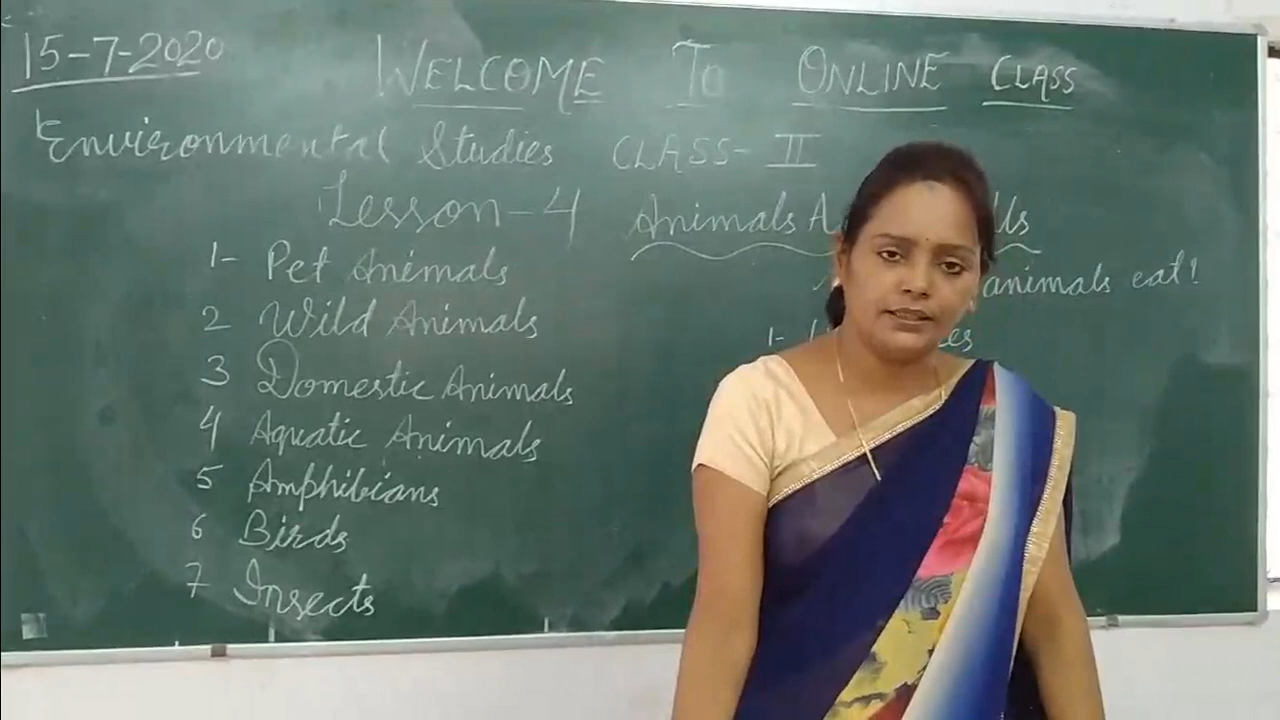 15-7-2020
WELCOME To ONLINE CLASS
Environmental Studies CLASS- II
Lesson-4 Animals
1- Pet Animals
2 Wild Animals
3 Domestic Animals
4 Aquatic Animals
5 Amphibians
6 Birds
7 Insects
animals eat!
1-